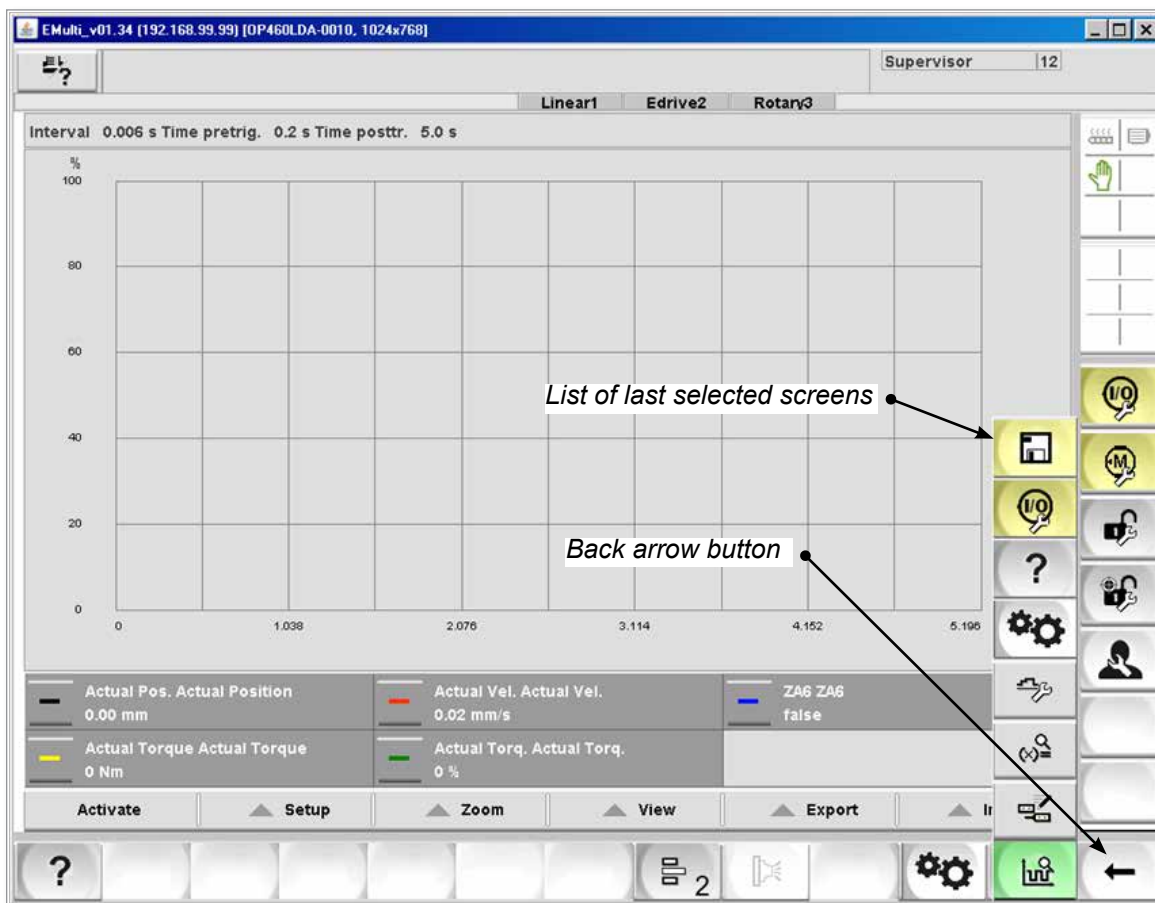 EMulti_v01.34 (192.168.99.99) [OP460LDA-0010, 1024x768]
?
Supervisor 12
Linear1 Edrive2 Rotary3
Interval 0.006 s Time pretrig. 0.2 s Time posttr. 5.0 s
%
100
80
60
40
20
0
0 1.038 2.076 3.114 4.152 5.196
List of last selected screens
Back arrow button
I/O
M
I/O
?
(x)=
Actual Pos. Actual Position
0.00 mm
Actual Vel. Actual Vel.
0.02 mm/s
ZA6 ZA6
false
Actual Torque Actual Torque
0 Nm
Actual Torq. Actual Torq.
0 %
Activate Setup Zoom View Export
? 2